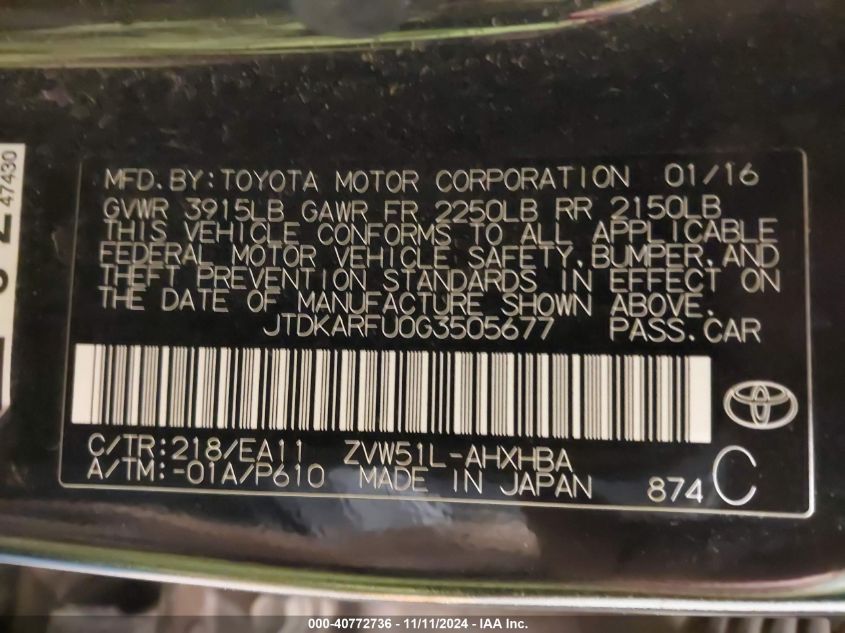 MFD.BY:TOYOTA MOTOR CORPORATION 01/16
GVWR 3915LB GAWR FR 2250LB RR 2150LB
THIS VEHICLE CONFORMS TO ALL APPLICABLE
FEDERAL MOTOR VEHICLE SAFETY,BUMPER,AND
THEFT PREVENTION STANDARDS IN EFFECT ON
THE DATE OF MANUFACTURE SHOWN ABOVE.
JTDKARFU0G3505677 PASS.CAR
C/TR:218/EA11 ZVW51L-AHXHBA
A/TM:-01A/P610 MADE IN JAPAN 874 C
47430
000-40772736 - 11/11/2024 - IAA Inc.